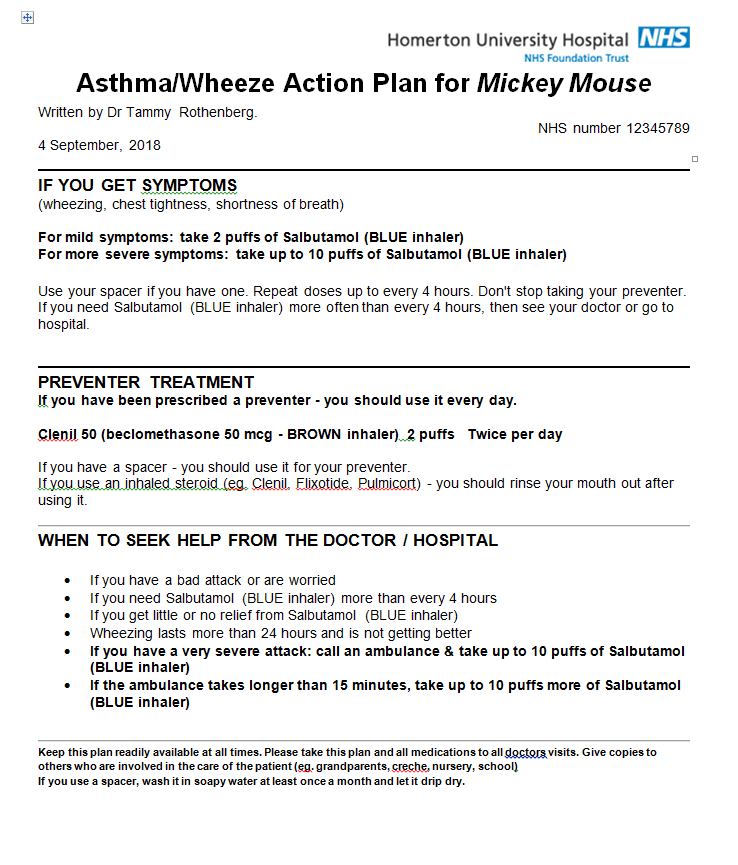 Homerton University Hospital NHS
NHS Foundation Trust
Asthma/Wheeze Action Plan for Mickey Mouse
Written by Dr Tammy Rothenberg.
NHS number 12345789
4 September, 2018
IF YOU GET SYMPTOMS
(wheezing, chest tightness, shortness of breath)
For mild symptoms: take 2 puffs of Salbutamol (BLUE inhaler)
For more severe symptoms: take up to 10 puffs of Salbutamol (BLUE inhaler)
Use your spacer if you have one. Repeat doses up to every 4 hours. Don't stop taking your preventer.
If you need Salbutamol (BLUE inhaler) more often than every 4 hours, then see your doctor or go to
hospital.
PREVENTER TREATMENT
If you have been prescribed a preventer - you should use it every day.
Clenil 50 (beclomethasone 50 mcg - BROWN inhaler) 2 puffs Twice per day
If you have a spacer - you should use it for your preventer.
If you use an inhaled steroid (eg. Clenil. Flixotide. Pulmicort) - you should rinse your mouth out after
using it.
WHEN TO SEEK HELP FROM THE DOCTOR / HOSPITAL
• If you have a bad attack or are worried
• If you need Salbutamol (BLUE inhaler) more than every 4 hours
• If you get little or no relief from Salbutamol (BLUE inhaler)
• Wheezing lasts more than 24 hours and is not getting better
• If you have a very severe attack: call an ambulance & take up to 10 puffs of Salbutamol
(BLUE inhaler)
• If the ambulance takes longer than 15 minutes, take up to 10 puffs more of Salbutamol
(BLUE inhaler)
Keep this plan readily available at all times. Please take this plan and all medications to all doctors visits. Give copies to
others who are involved in the care of the patient (eg. grandparents, creche, nursery, school)
If you use a spacer, wash it in soapy water at least once a month and let it drip dry.